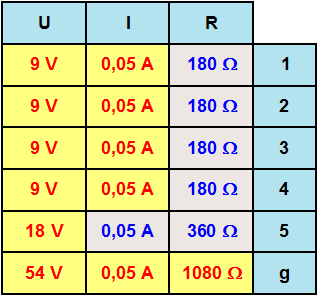 U I R
9 V 0,05 A 180 Ω 1
9 V 0,05 A 180 Ω 2
9 V 0,05 A 180 Ω 3
9 V 0,05 A 180 Ω 4
18 V 0,05 A 360 Ω 5
54 V 0,05 A 1080 Ω g